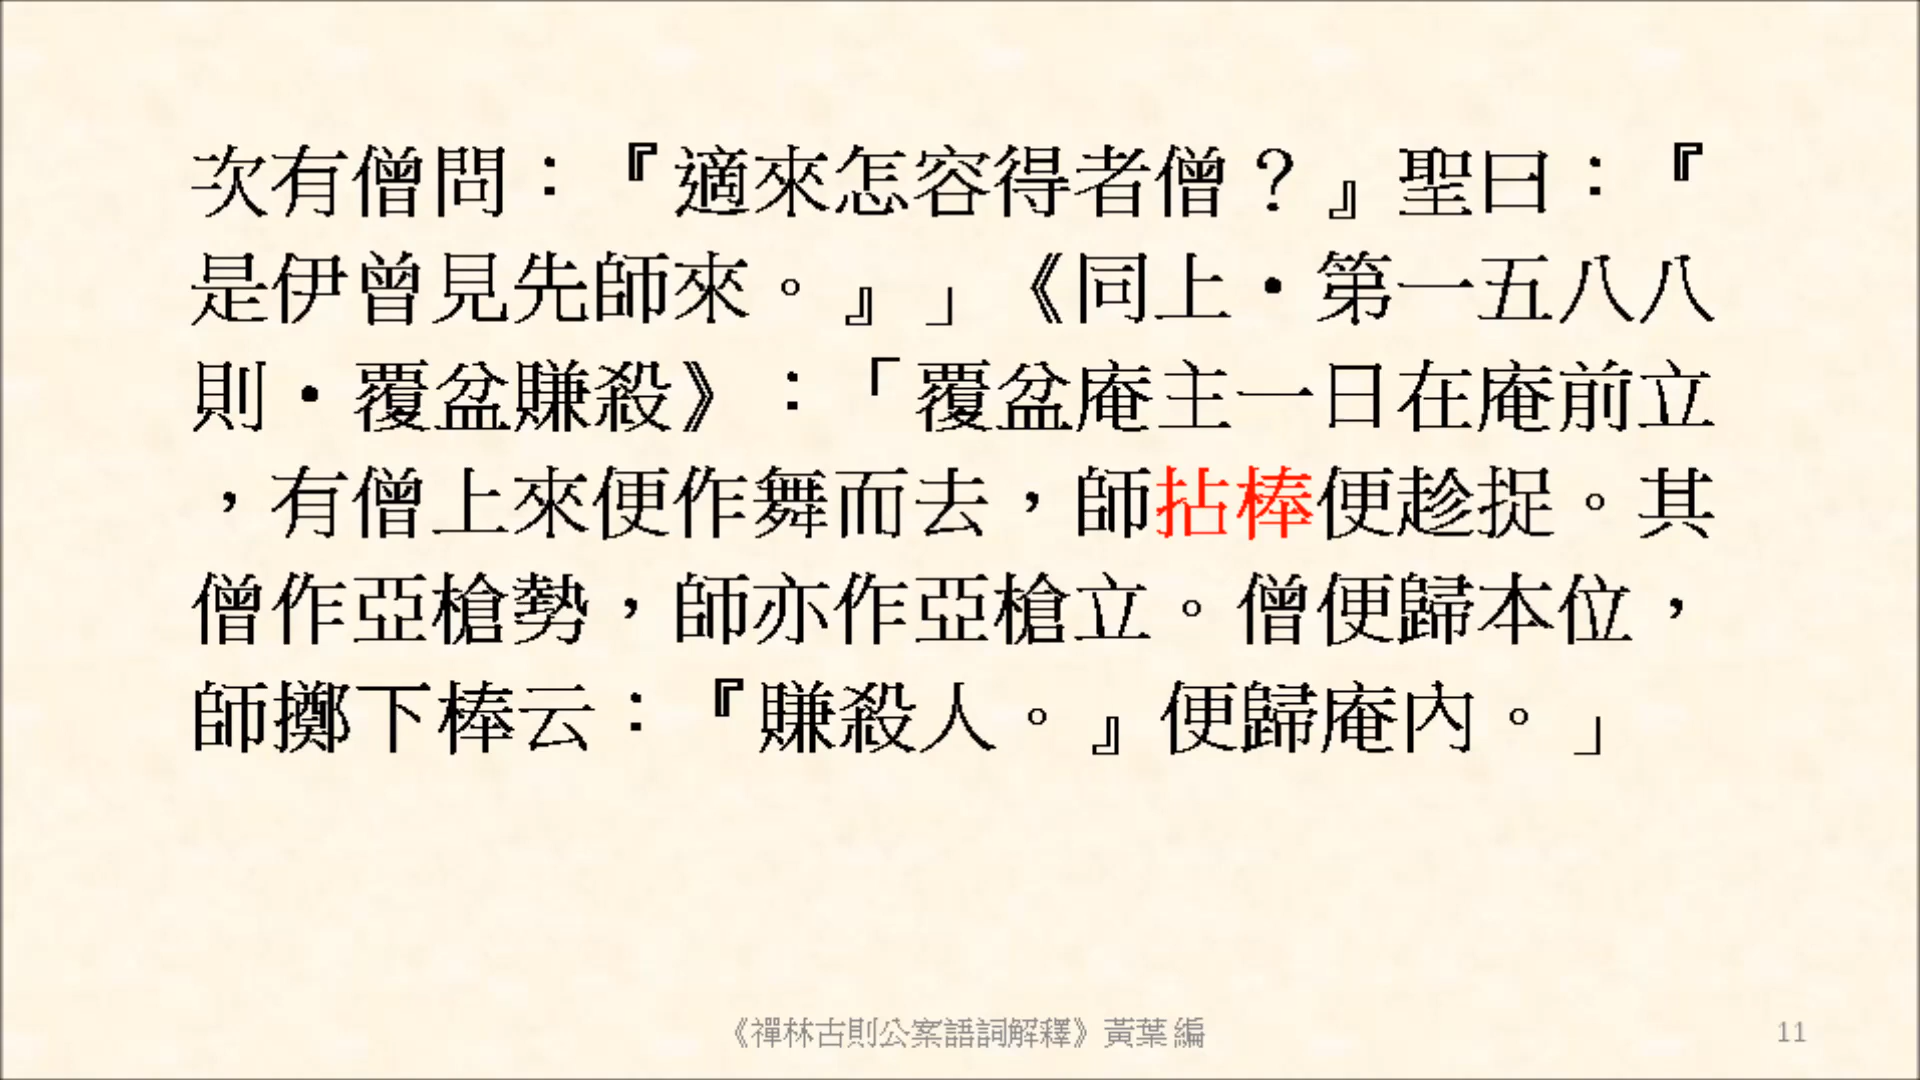 次有僧問：『適來怎容得者僧？』聖曰：『
是伊曾見先師來。』」《同上‧第一五八八
則‧覆盆賺殺》：「覆盆庵主一日在庵前立
，有僧上來便作舞而去，師拈棒便趁捉。其
僧作亞槍勢，師亦作亞槍立。僧便歸本位，
師擲下棒云：『賺殺人。』便歸庵內。」
《禪林古則公案語詞解釋》黃葉 編
11